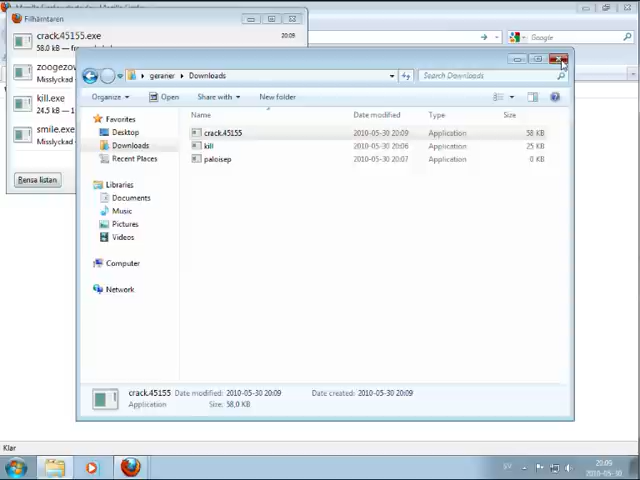 Filhämtaren
crack.45155.exe
58.0 kB
20:09
zoogezov
Misslyckad
kill.exe
24.5 kB
smile.exe
Misslyckad
Rensa listan
Google
geraner Downloads
Search Downloads
Organize Open Share with New folder
Favorites
Desktop
Downloads
Recent Places
Libraries
Documents
Music
Pictures
Videos
Computer
Network
Name Date modified Type Size
crack.45155 2010-05-30 20:09 Application 58 KB
kill 2010-05-30 20:06 Application 25 KB
paloisep 2010-05-30 20:07 Application 0 KB
crack.45155 Date modified: 2010-05-30 20:09 Date created: 2010-05-30 20:09
Application Size: 58,0 KB
Klar
SV
20:09
2010-05-30